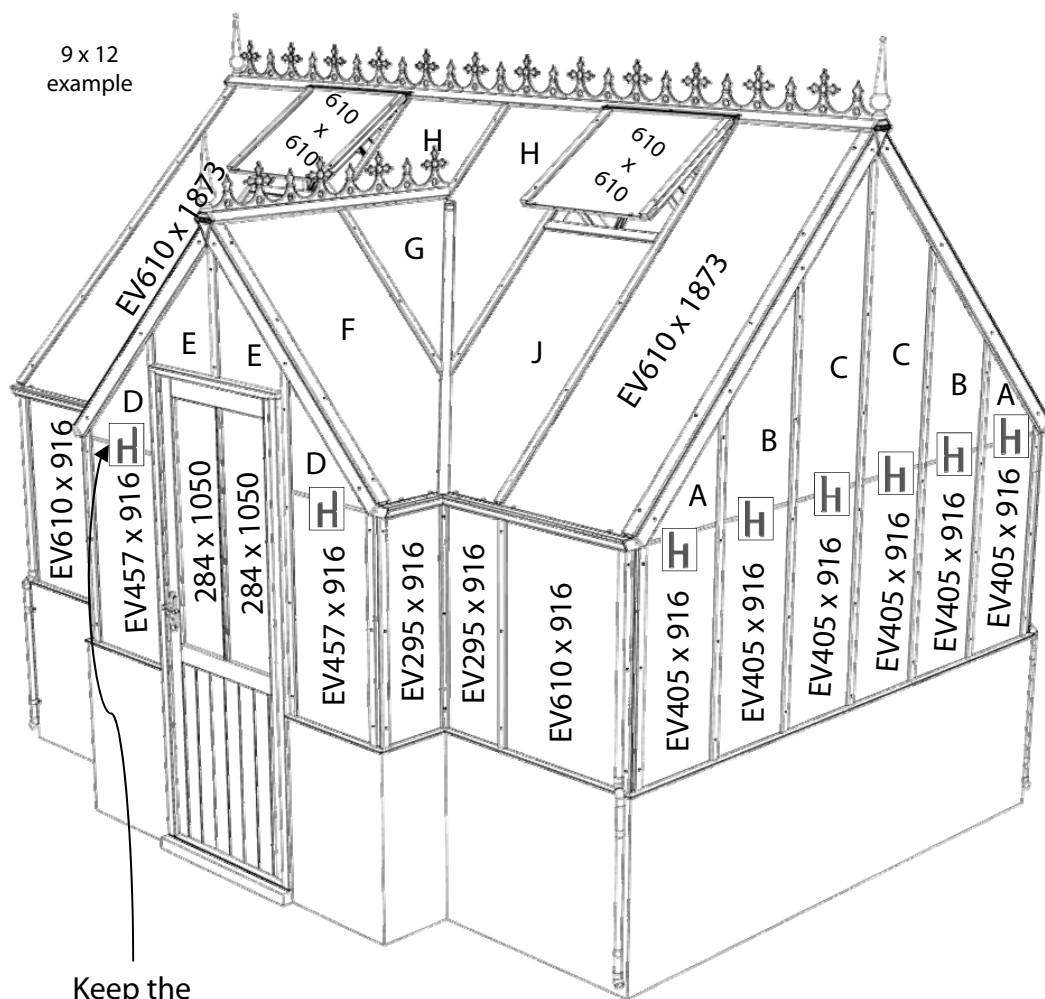 9 x 12
example
610
x
610
610
x
610
H
H
EV610 x 1873
G
F
J
EV610 x 1873
E
E
D
D
C
C
B
B
A
A
H
H
H
H
H
H
H
H
EV610 x 916
EV457 x 916
284 x 1050
284 x 1050
EV457 x 916
EV295 x 916
EV295 x 916
EV610 x 916
EV405 x 916
EV405 x 916
EV405 x 916
EV405 x 916
EV405 x 916
EV405 x 916
Keep the